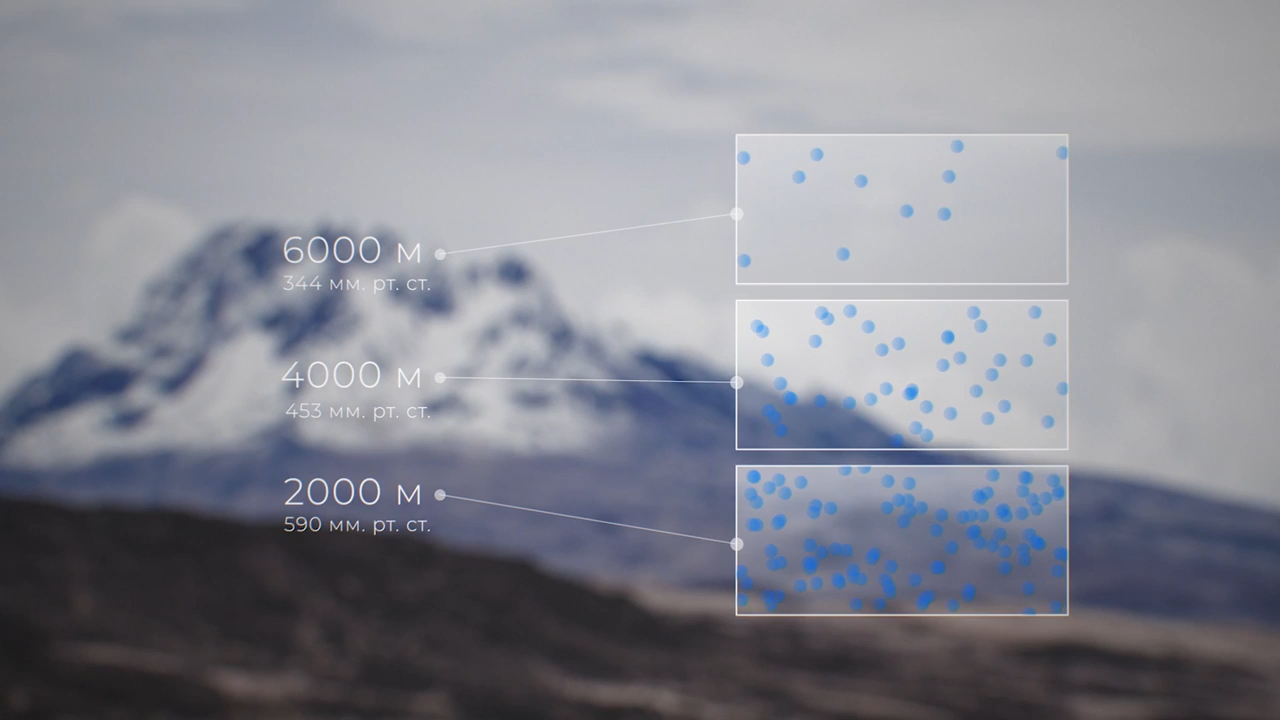 6000 м
344 мм. рт. ст.
4000 м
453 мм. рт. ст.
2000 м
590 мм. рт. ст.